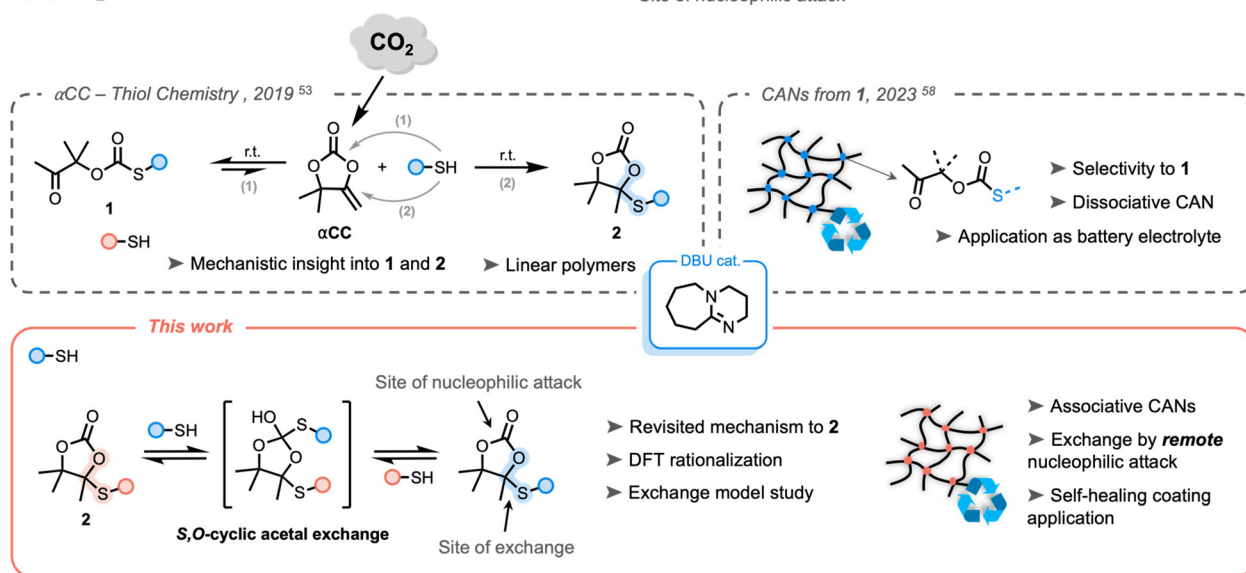 Site of nucleophilic attack
CO2
αCC – Thiol Chemistry , 2019 53
CANs from 1, 2023 58
O
O
O
S
1
r.t.
(1)
O
O
O
αCC
+
SH
(1)
(2)
r.t.
(2)
O
O
O
S
2
SH
➤ Mechanistic insight into 1 and 2
➤ Linear polymers
O
O
O
S
➤ Selectivity to 1
➤ Dissociative CAN
➤ Application as battery electrolyte
DBU cat.
N
N
This work
SH
O
O
O
S
2
SH
HO
S
O
O
S
S,O-cyclic acetal exchange
SH
Site of nucleophilic attack
O
O
O
S
Site of exchange
➤ Revisited mechanism to 2
➤ DFT rationalization
➤ Exchange model study
➤ Associative CANs
➤ Exchange by remote
nucleophilic attack
➤ Self-healing coating
application